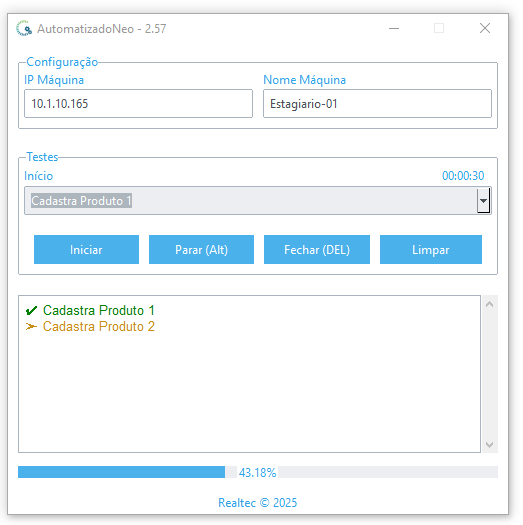 AutomatizadoNeo - 2.57
Configuração
IP Máquina Nome Máquina
10.1.10.165 Estagiario-01
Testes
Início 00:00:30
Cadastra Produto 1
Iniciar Parar (Alt) Fechar (DEL) Limpar
✔ Cadastra Produto 1
➤ Cadastra Produto 2
43.18%
Realtec © 2025